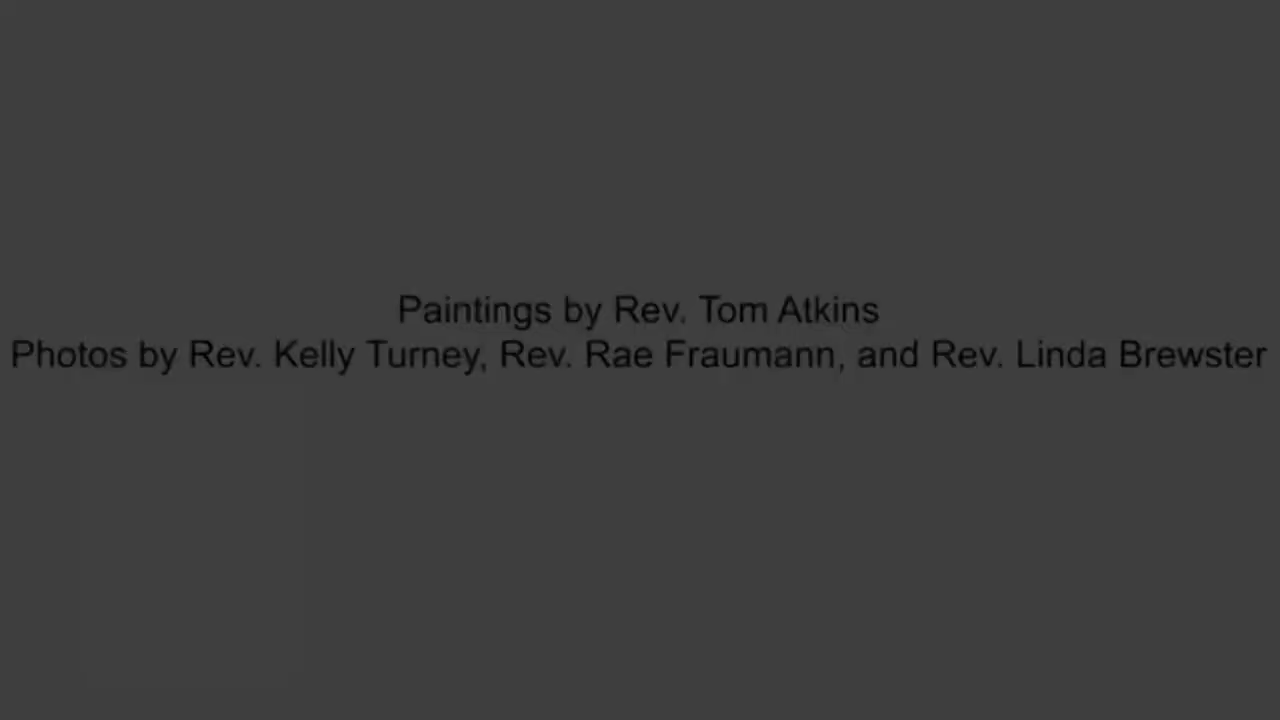 Paintings by Rev. Tom Atkins
Photos by Rev. Kelly Turney, Rev. Rae Fraumann, and Rev. Linda Brewster